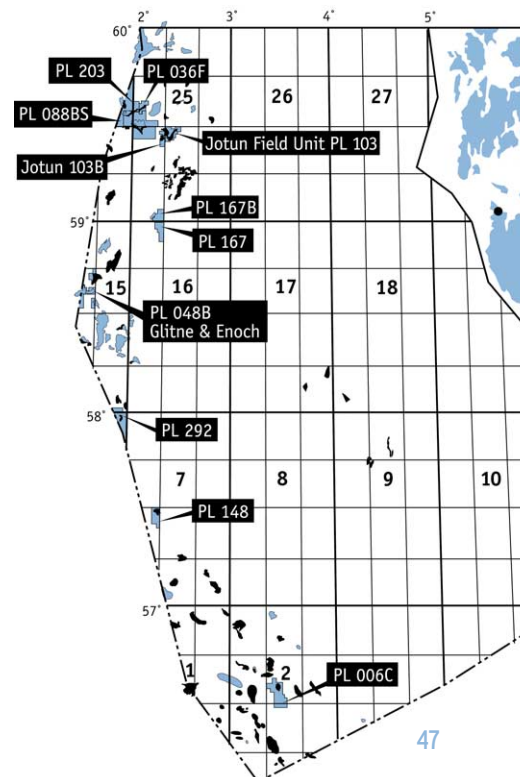 2° 3° 4° 5°
60°
PL 203
PL 036F
25 26 27
PL 088BS
Jotun 103B
Jotun Field Unit PL 103
PL 167B
59°
PL 167
15 16 17 18
PL 048B
Glitne & Enoch
58°
PL 292
7 8 9 10
PL 148
57°
1 2
PL 006C
47